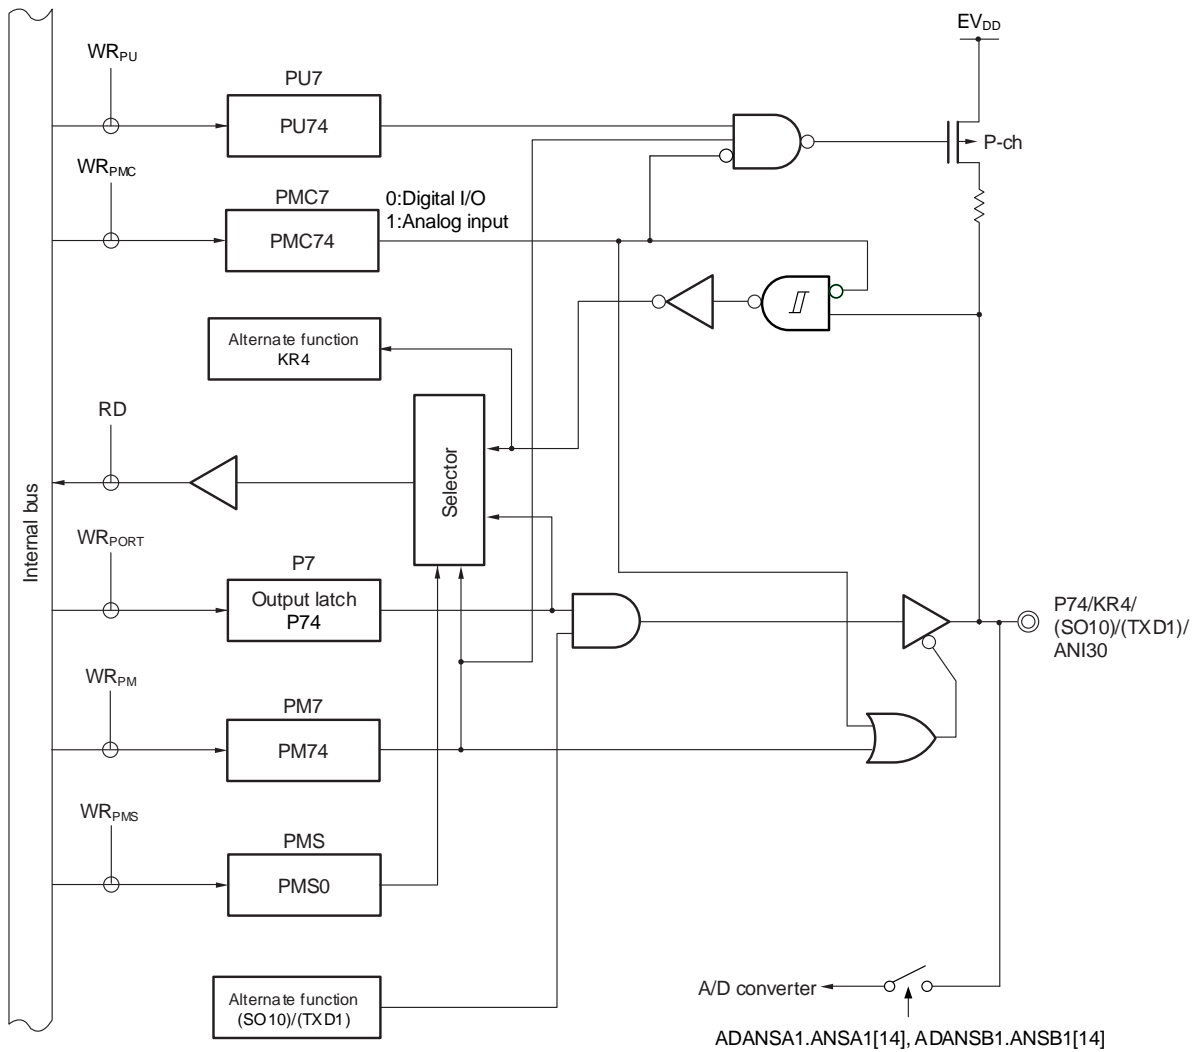 EVDD
WRPU
PU7
PU74
P-ch
WRPMC
PMC7
0:Digital I/O
1:Analog input
PMC74
Alternate function
KR4
RD
Selector
Internal bus
WRPORT
P7
Output latch
P74
P74/KR4/
(SO10)/(TXD1)/
ANI30
WRPM
PM7
PM74
WRPMS
PMS
PMS0
Alternate function
(SO10)/(TXD1)
A/D converter
ADANSA1.ANSA1[14], ADANSB1.ANSB1[14]